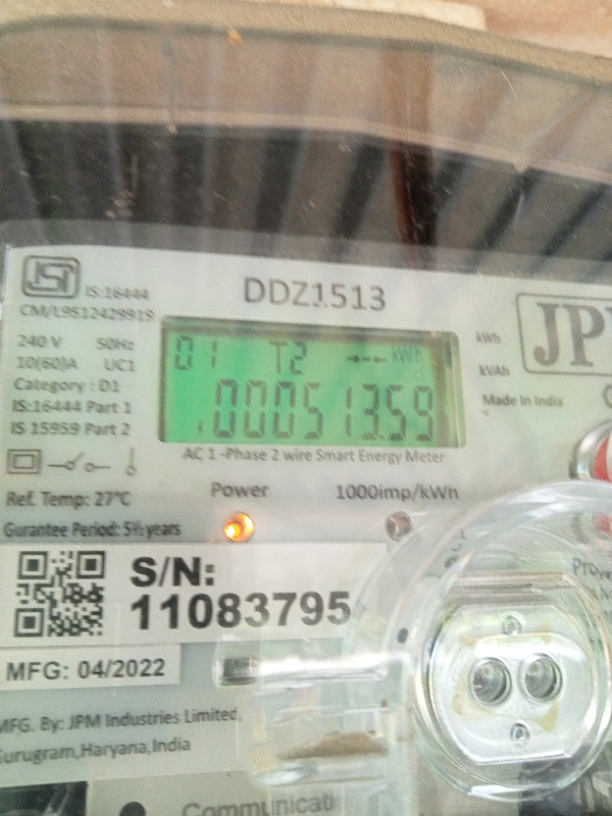 ISI
IS:16444
CM/L9512429919
DDZ1513
240 V 50Hz
10(60)A UC1
Category : D1
IS:16444 Part 1
IS 15959 Part 2
01 T2 kWh
000513.59
kWh
kVAh
JP
Made In India
AC 1 -Phase 2 wire Smart Energy Meter
Ref. Temp: 27°C
Power 1000imp/kWh
Gurantee Period: 5½ years
S/N:
11083795
MFG: 04/2022
MFG. By: JPM Industries Limited,
Gurugram,Haryana,India
Communicati